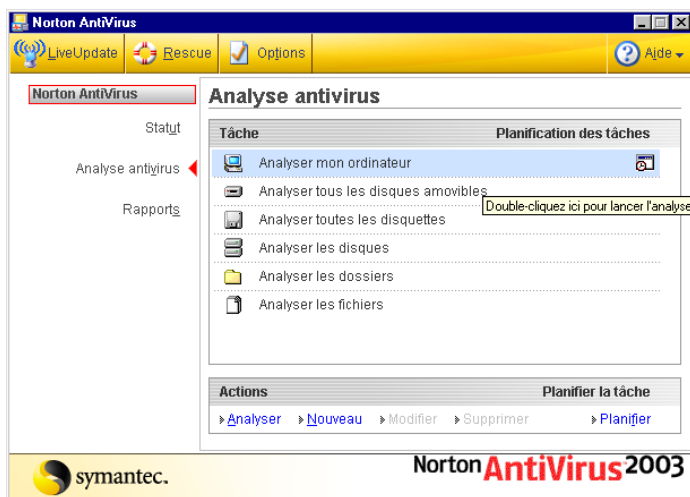 Norton AntiVirus
LiveUpdate Rescue Options Aide
Norton AntiVirus
Analyse antivirus
Statut
Tâche Planification des tâches
Analyser mon ordinateur
Analyse antivirus
Analyser tous les disques amovibles
Double-cliquez ici pour lancer l'analyse
Rapports
Analyser toutes les disquettes
Analyser les disques
Analyser les dossiers
Analyser les fichiers
Actions Planifier la tâche
Analyser Nouveau Modifier Supprimer Planifier
symantec.
Norton AntiVirus 2003